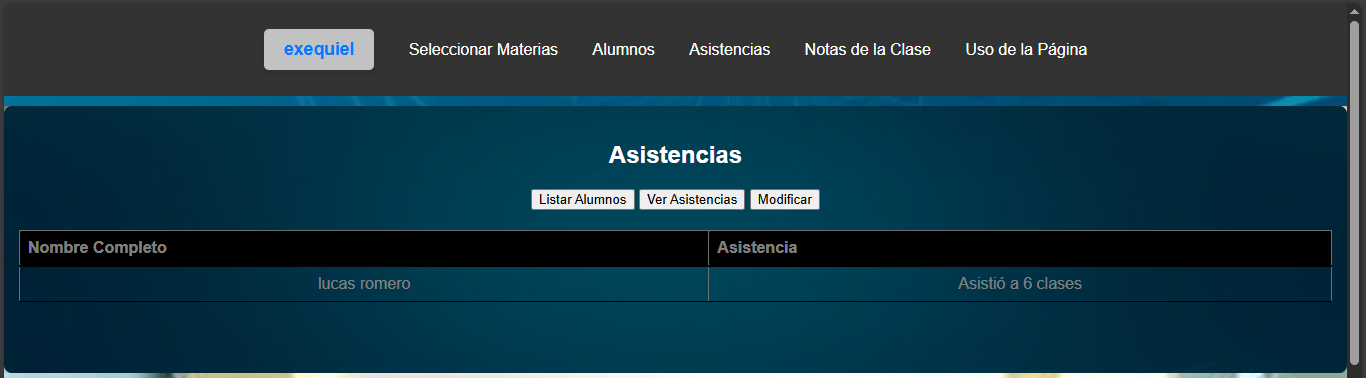 exequiel Seleccionar Materias Alumnos Asistencias Notas de la Clase Uso de la Página
Asistencias
Listar Alumnos Ver Asistencias Modificar
Nombre Completo Asistencia
lucas romero Asistió a 6 clases